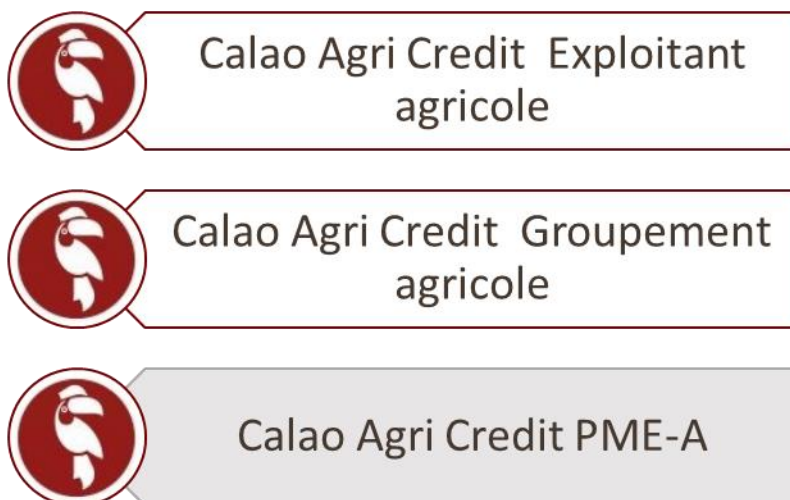 Calao Agri Credit  Exploitant
agricole
Calao Agri Credit  Groupement
agricole
Calao Agri Credit PME-A